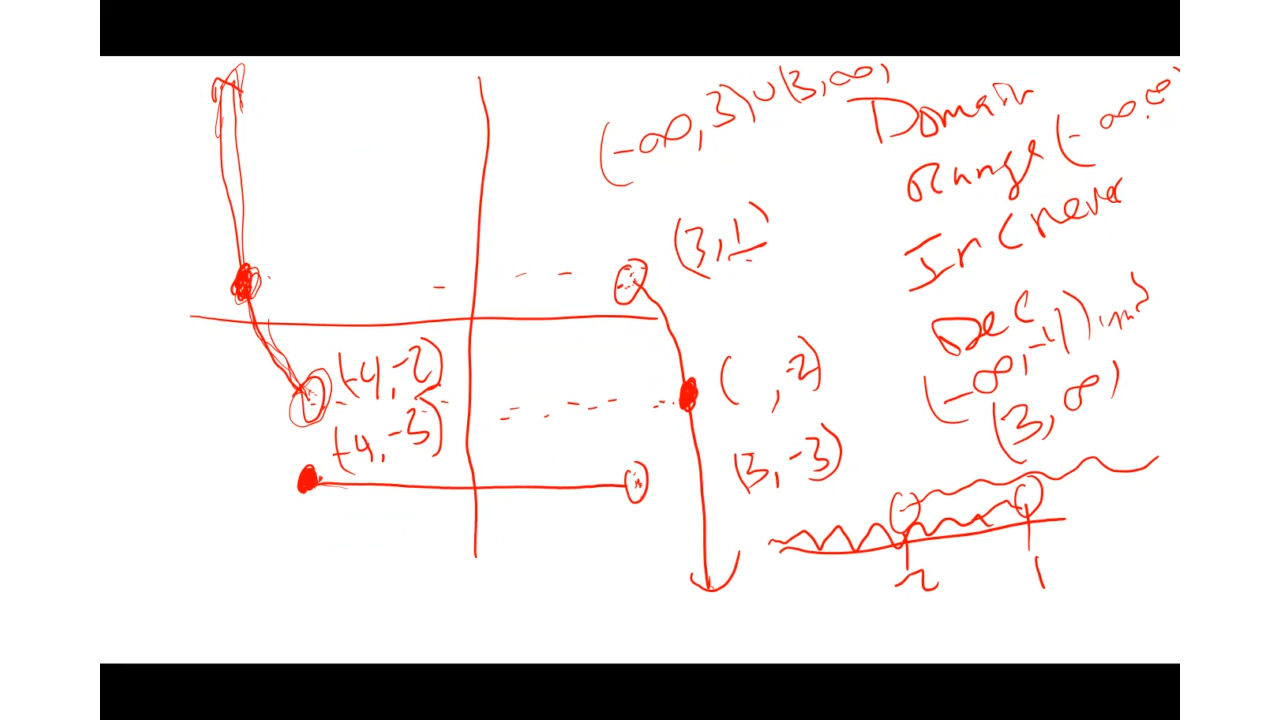 (-∞, 3) ∪ (3, ∞,
Domain
Range (-∞, ∞
Inc never
(3, 1)
Dec
(-∞, -4) and
(3, ∞)
(-4, -2)
(-4, -3)
( , -2)
(3, -3)
-2 1